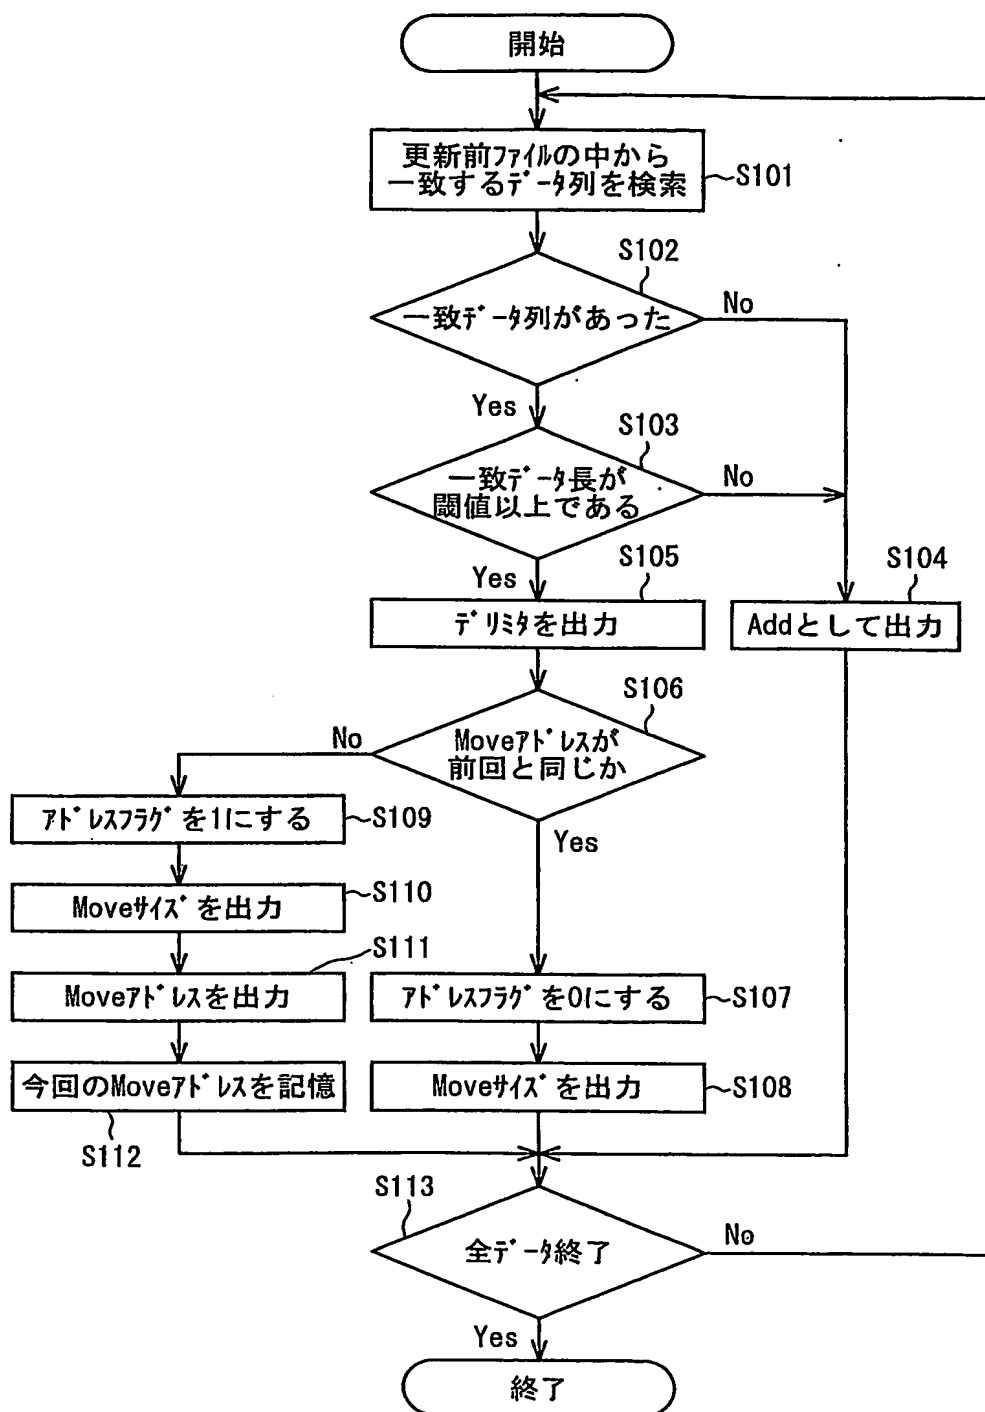 開始
更新前ﾌｧｲﾙの中から
一致するﾃﾞｰﾀ列を検索
S101
S102
一致ﾃﾞｰﾀ列があった
No
Yes
S103
一致ﾃﾞｰﾀ長が
閾値以上である
No
Yes
S105
ﾃﾞﾘﾐﾀを出力
S104
Addとして出力
S106
Moveｱﾄﾞﾚｽが
前回と同じか
No
Yes
ｱﾄﾞﾚｽﾌﾗｸﾞを1にする
S109
Moveｻｲｽﾞを出力
S110
S111
Moveｱﾄﾞﾚｽを出力
ｱﾄﾞﾚｽﾌﾗｸﾞを0にする
S107
今回のMoveｱﾄﾞﾚｽを記憶
S112
Moveｻｲｽﾞを出力
S108
S113
全ﾃﾞｰﾀ終了
No
Yes
終了